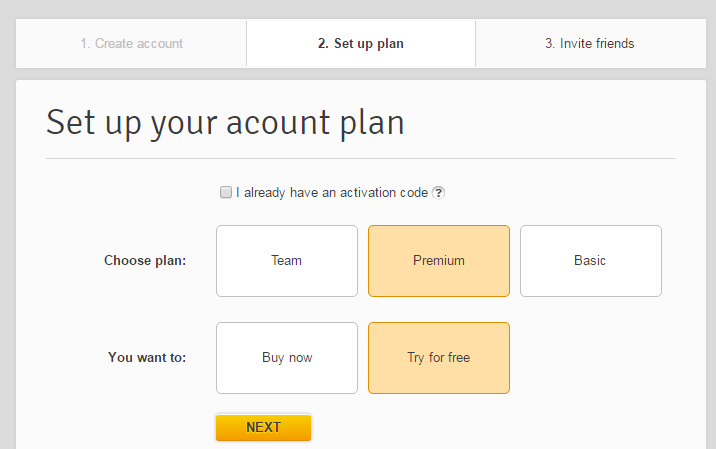 1. Create account 2. Set up plan 3. Invite friends
Set up your acount plan
I already have an activation code ?
Choose plan: Team Premium Basic
You want to: Buy now Try for free
NEXT